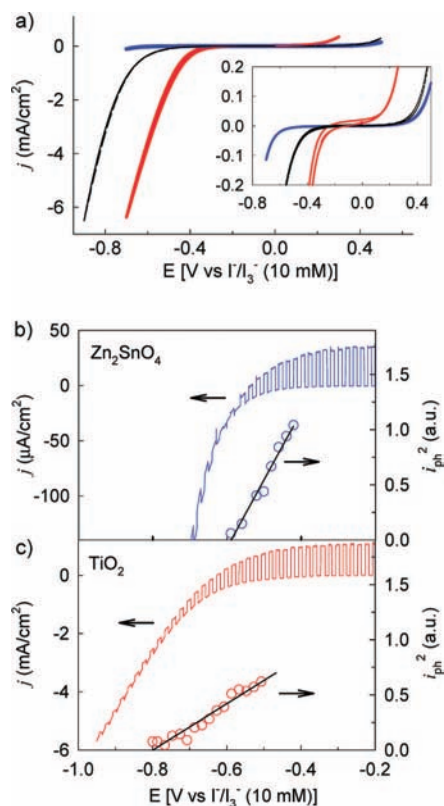 a)
0
-2
-4
-6
j (mA/cm²)
0.2
0.1
0.0
-0.1
-0.2
-0.8 -0.4 0.0 0.4
-0.8 -0.4 0.0 0.4
E [V vs I⁻/I₃⁻ (10 mM)]
b)
Zn₂SnO₄
50
0
-50
-100
j (µA/cm²)
1.5
1.0
0.5
0.0
iₚₕ² (a.u.)
c)
TiO₂
0
-2
-4
-6
j (mA/cm²)
1.5
1.0
0.5
0.0
iₚₕ² (a.u.)
-1.0 -0.8 -0.6 -0.4 -0.2
E [V vs I⁻/I₃⁻ (10 mM)]